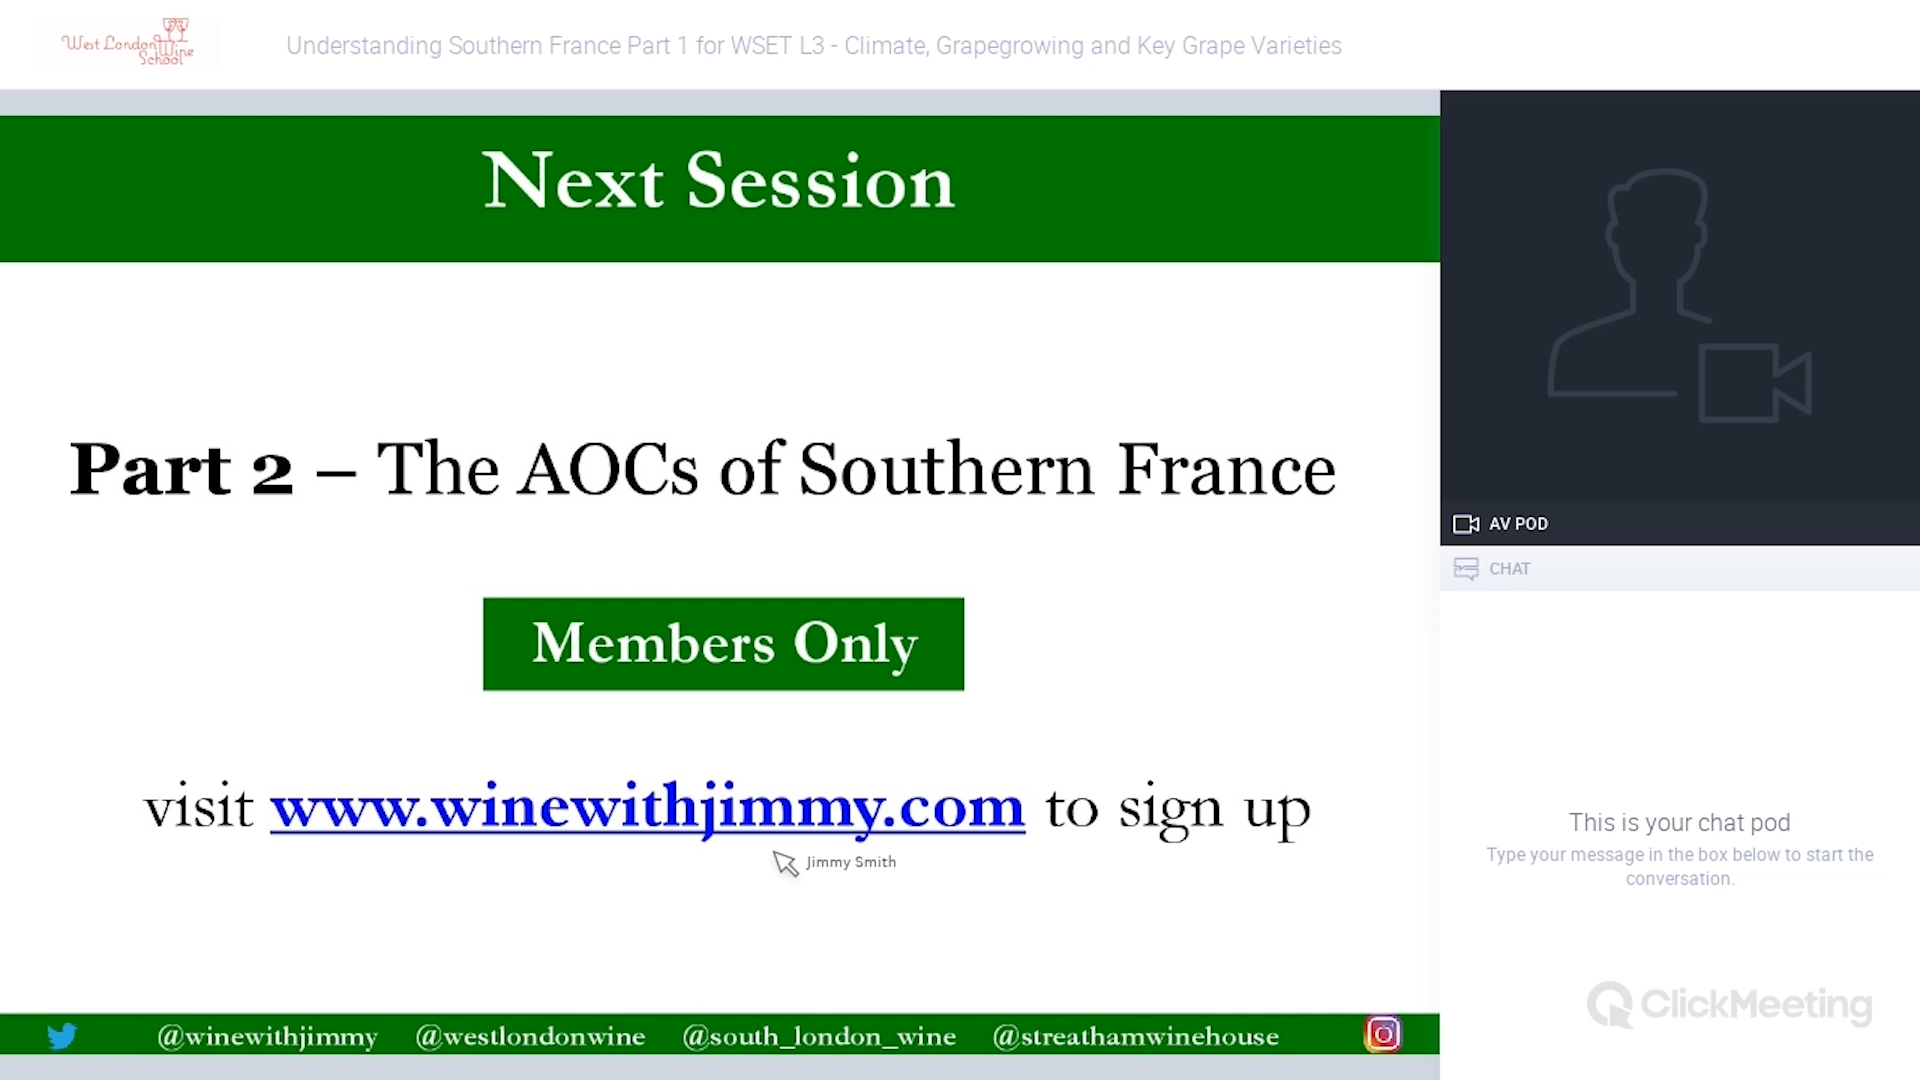 West London Wine School
Understanding Southern France Part 1 for WSET L3 - Climate, Grapegrowing and Key Grape Varieties
Next Session
Part 2 – The AOCs of Southern France
Members Only
visit www.winewithjimmy.com to sign up
Jimmy Smith
@winewithjimmy @westlondonwine @south_london_wine @streathamwinehouse
AV POD
CHAT
This is your chat pod
Type your message in the box below to start the
conversation.
ClickMeeting